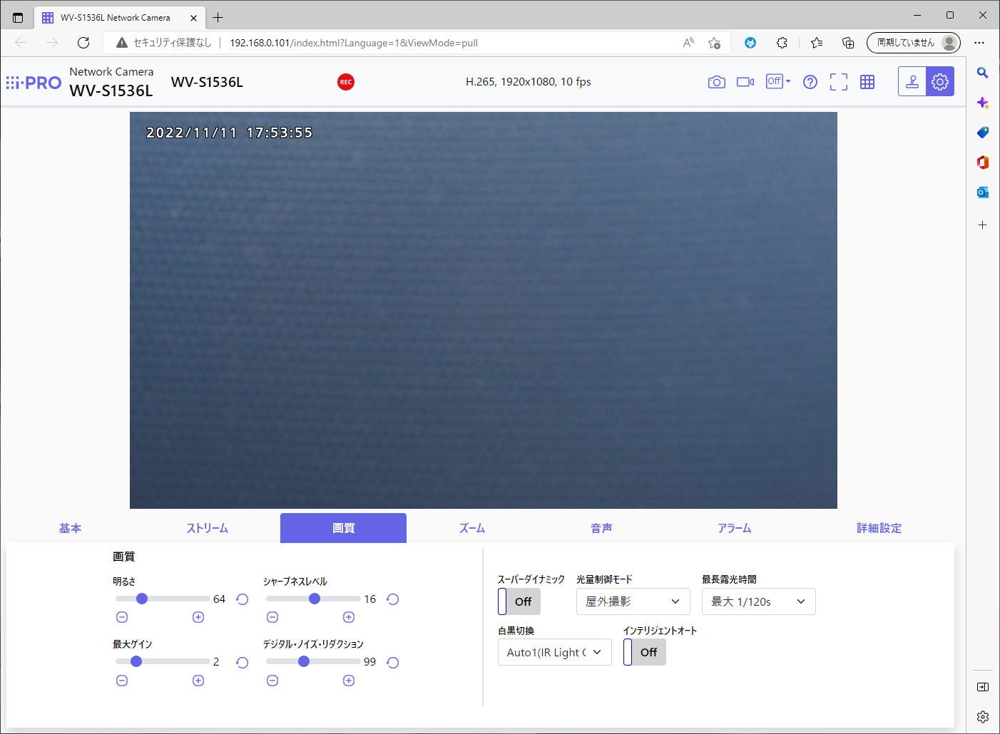 WV-S1536L Network Camera
セキュリティ保護なし
192.168.0.101/index.html?Language=1&ViewMode=pull
同期していません
i-PRO
Network Camera
WV-S1536L
WV-S1536L
REC
H.265, 1920x1080, 10 fps
Off
2022/11/11 17:53:55
基本
ストリーム
画質
ズーム
音声
アラーム
詳細設定
画質
明るさ
シャープネスレベル
64
16
最大ゲイン
デジタル・ノイズ・リダクション
2
99
スーパーダイナミック
光量制御モード
最長露光時間
Off
屋外撮影
最大 1/120s
白黒切換
インテリジェントオート
Auto1(IR Light
Off